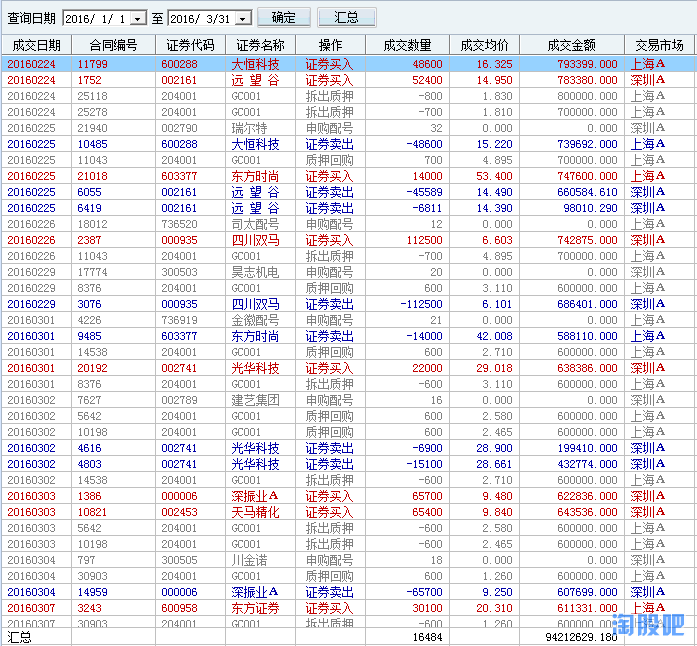 查询日期 2016/ 1/ 1 至 2016/ 3/31 确定 汇总
成交日期 合同编号 证券代码 证券名称 操作 成交数量 成交均价 成交金额 交易市场
20160224 11799 600288 大恒科技 证券买入 48600 16.325 793399.000 上海A
20160224 1752 002161 远 望 谷 证券买入 52400 14.950 783380.000 深圳A
20160224 25118 204001 GC001 拆出质押 -800 1.830 800000.000 上海A
20160224 25278 204001 GC001 拆出质押 -700 1.810 700000.000 上海A
20160225 21940 002790 瑞尔特 申购配号 32 0.000 0.000 深圳A
20160225 10485 600288 大恒科技 证券卖出 -48600 15.220 739692.000 上海A
20160225 11043 204001 GC001 质押回购 700 4.895 700000.000 上海A
20160225 21018 603377 东方时尚 证券买入 14000 53.400 747600.000 上海A
20160225 6055 002161 远 望 谷 证券卖出 -45589 14.490 660584.610 深圳A
20160225 6419 002161 远 望 谷 证券卖出 -6811 14.390 98010.290 深圳A
20160226 18012 736520 司太配号 申购配号 12 0.000 0.000 上海A
20160226 2387 000935 四川双马 证券买入 112500 6.603 742875.000 深圳A
20160226 11043 204001 GC001 拆出质押 -700 4.895 700000.000 上海A
20160229 17774 300503 昊志机电 申购配号 20 0.000 0.000 深圳A
20160229 8376 204001 GC001 质押回购 600 3.110 600000.000 上海A
20160229 3076 000935 四川双马 证券卖出 -112500 6.101 686401.000 深圳A
20160301 4226 736919 金徽配号 申购配号 21 0.000 0.000 上海A
20160301 9485 603377 东方时尚 证券卖出 -14000 42.008 588110.000 上海A
20160301 14538 204001 GC001 质押回购 600 2.710 600000.000 上海A
20160301 20192 002741 光华科技 证券买入 22000 29.018 638386.000 深圳A
20160301 8376 204001 GC001 拆出质押 -600 3.110 600000.000 上海A
20160302 7627 002789 建艺集团 申购配号 16 0.000 0.000 深圳A
20160302 5642 204001 GC001 质押回购 600 2.580 600000.000 上海A
20160302 10198 204001 GC001 质押回购 600 2.465 600000.000 上海A
20160302 4616 002741 光华科技 证券卖出 -6900 28.900 199410.000 深圳A
20160302 4803 002741 光华科技 证券卖出 -15100 28.661 432774.000 深圳A
20160302 14538 204001 GC001 拆出质押 -600 2.710 600000.000 上海A
20160303 1386 000006 深振业A 证券买入 65700 9.480 622836.000 深圳A
20160303 10821 002453 天马精化 证券买入 65400 9.840 643536.000 深圳A
20160303 5642 204001 GC001 拆出质押 -600 2.580 600000.000 上海A
20160303 10198 204001 GC001 拆出质押 -600 2.465 600000.000 上海A
20160304 797 300505 川金诺 申购配号 18 0.000 0.000 深圳A
20160304 30903 204001 GC001 质押回购 600 1.260 600000.000 上海A
20160304 14959 000006 深振业A 证券卖出 -65700 9.250 607699.000 深圳A
20160307 3243 600958 东方证券 证券买入 30100 20.310 611331.000 上海A
20160307 30903 204001 GC001 拆出质押 -600 1.260 600000.000 上海A
汇总 16484 94212629.180
淘股吧